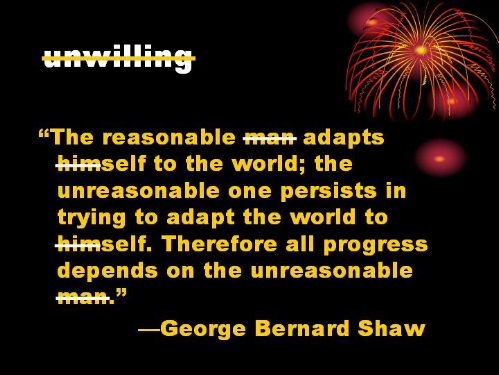 unwilling
“The reasonable man adapts
himself to the world; the
unreasonable one persists in
trying to adapt the world to
himself. Therefore all progress
depends on the unreasonable
man.”
—George Bernard Shaw